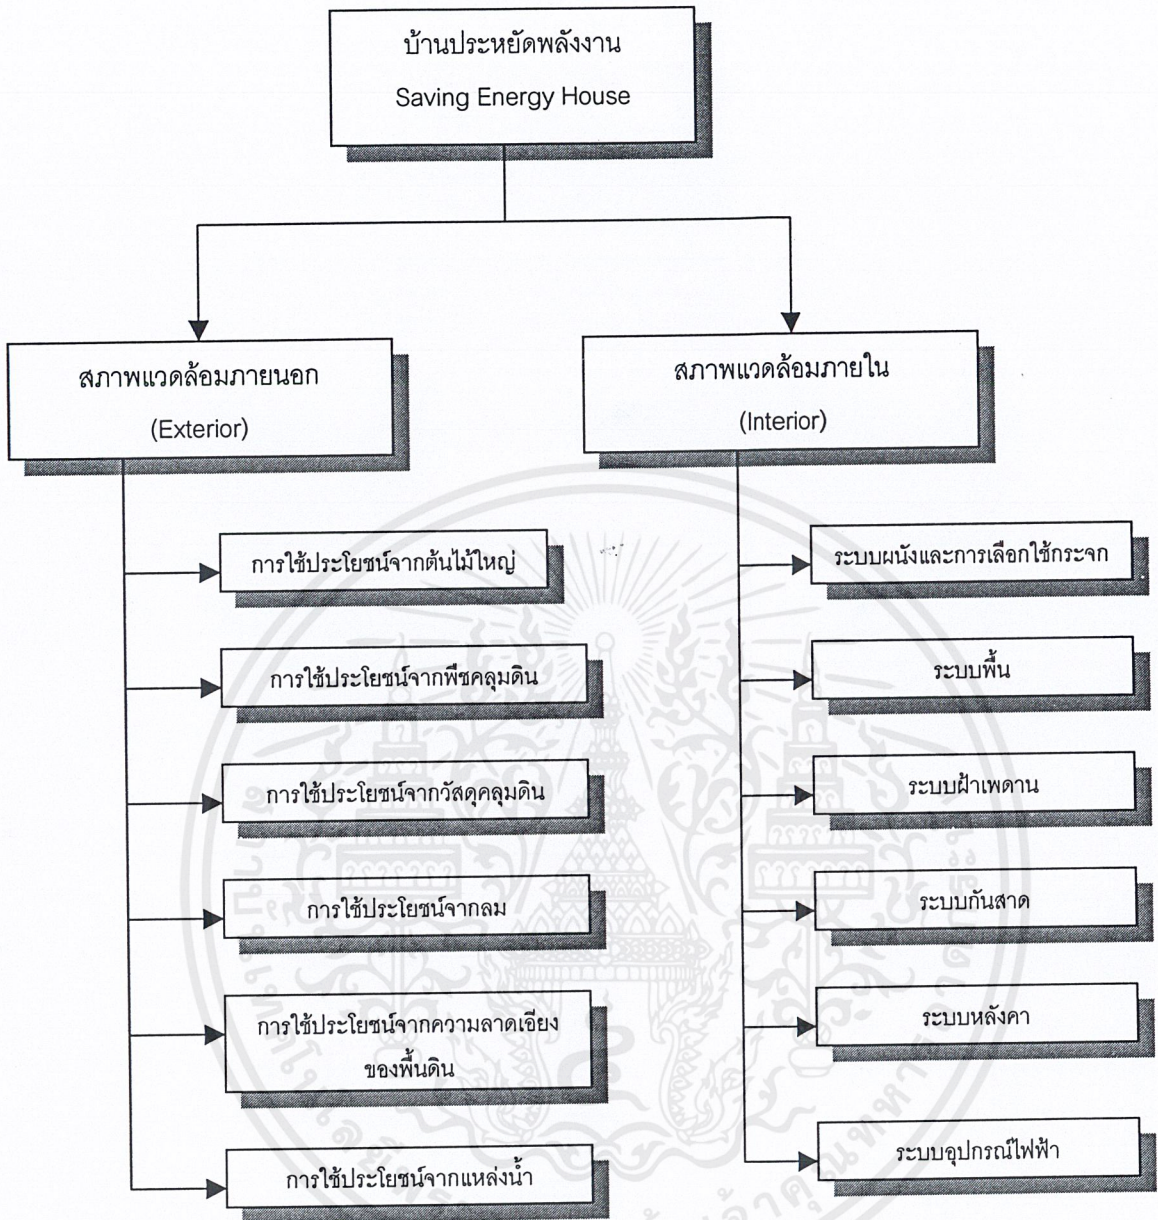 บ้านประหยัดพลังงาน
Saving Energy House
สภาพแวดล้อมภายนอก
(Exterior)
สภาพแวดล้อมภายใน
(Interior)
การใช้ประโยชน์จากต้นไม้ใหญ่
การใช้ประโยชน์จากพืชคลุมดิน
การใช้ประโยชน์จากวัสดุคลุมดิน
การใช้ประโยชน์จากลม
การใช้ประโยชน์จากความลาดเอียง
ของพื้นดิน
การใช้ประโยชน์จากแหล่งน้ำ
ระบบผนังและการเลือกใช้กระจก
ระบบพื้น
ระบบฝ้าเพดาน
ระบบกันสาด
ระบบหลังคา
ระบบอุปกรณ์ไฟฟ้า